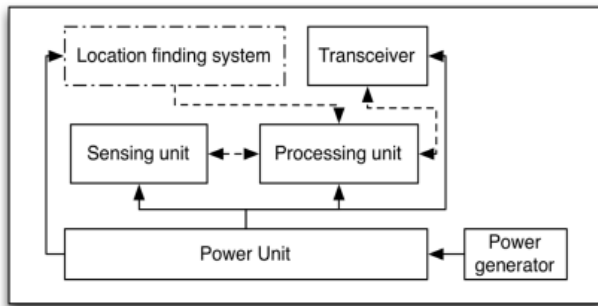 Location finding system
Transceiver
Sensing unit
Processing unit
Power Unit
Power
generator